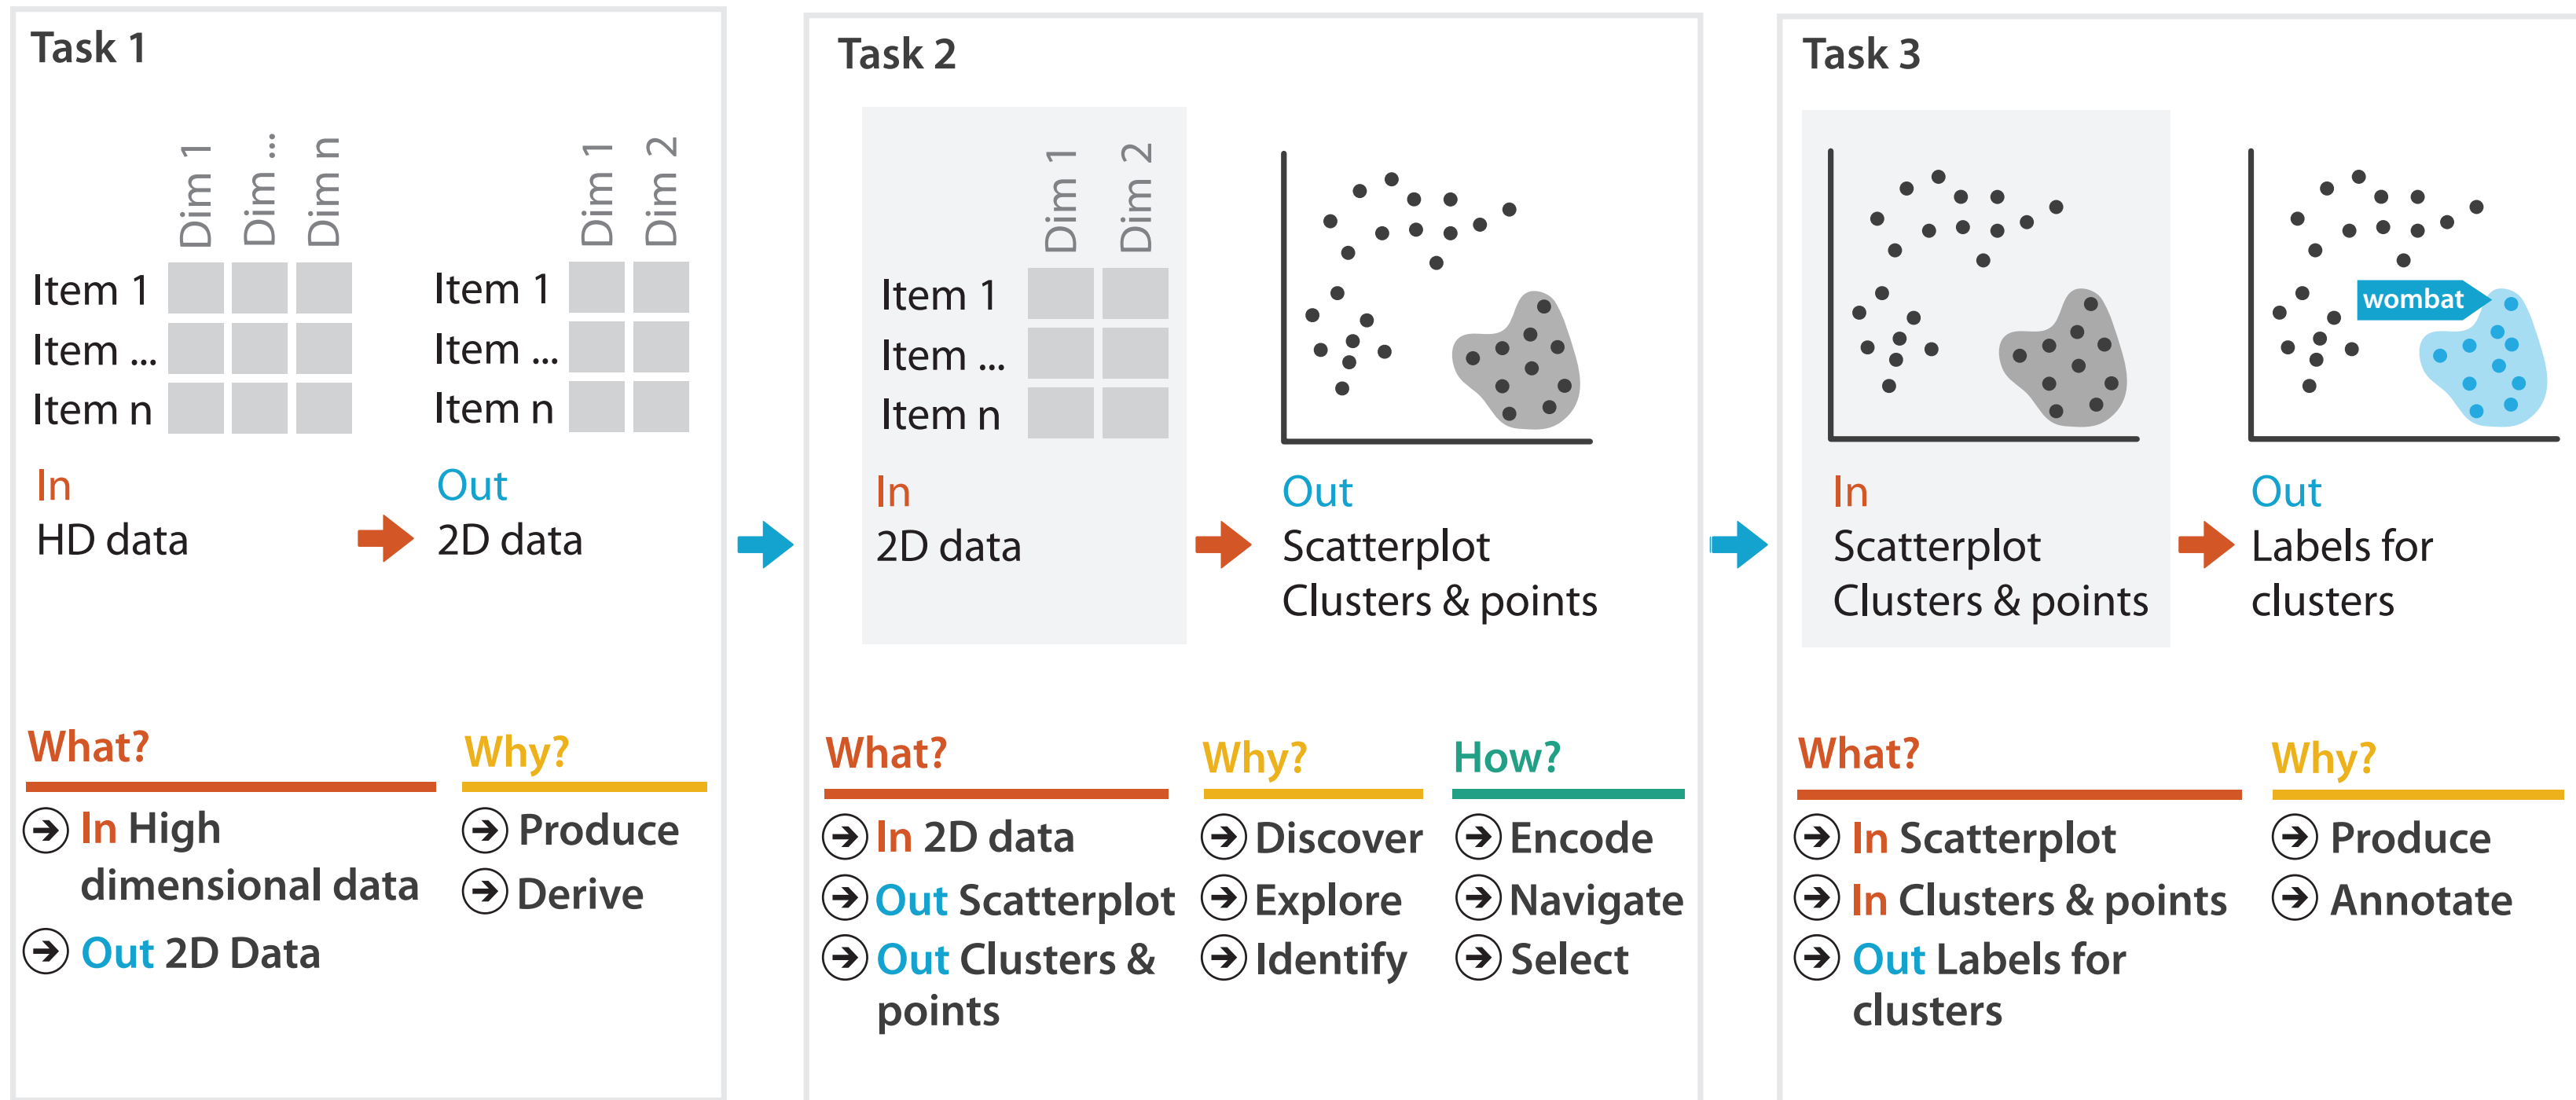 Task 1
Dim 1
Dim ...
Dim n
Item 1
Item ...
Item n
In
HD data
Dim 1
Dim 2
Item 1
Item ...
Item n
Out
2D data
What?
In High
dimensional data
Out 2D Data
Why?
Produce
Derive
Task 2
Dim 1
Dim 2
Item 1
Item ...
Item n
In
2D data
Out
Scatterplot
Clusters & points
What?
In 2D data
Out Scatterplot
Out Clusters &
points
Why?
Discover
Explore
Identify
How?
Encode
Navigate
Select
Task 3
In
Scatterplot
Clusters & points
wombat
Out
Labels for
clusters
What?
In Scatterplot
In Clusters & points
Out Labels for
clusters
Why?
Produce
Annotate